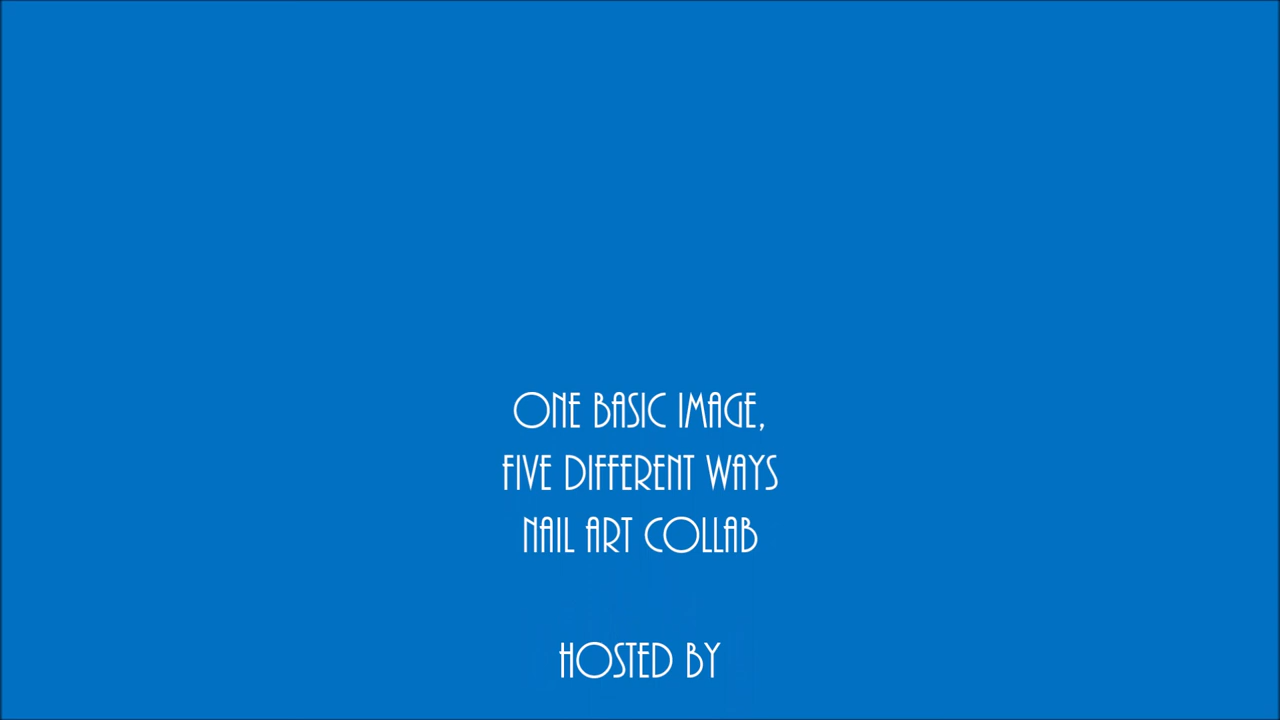 ONE BASIC IMAGE,
FIVE DIFFERENT WAYS
NAIL ART COLLAB
HOSTED BY